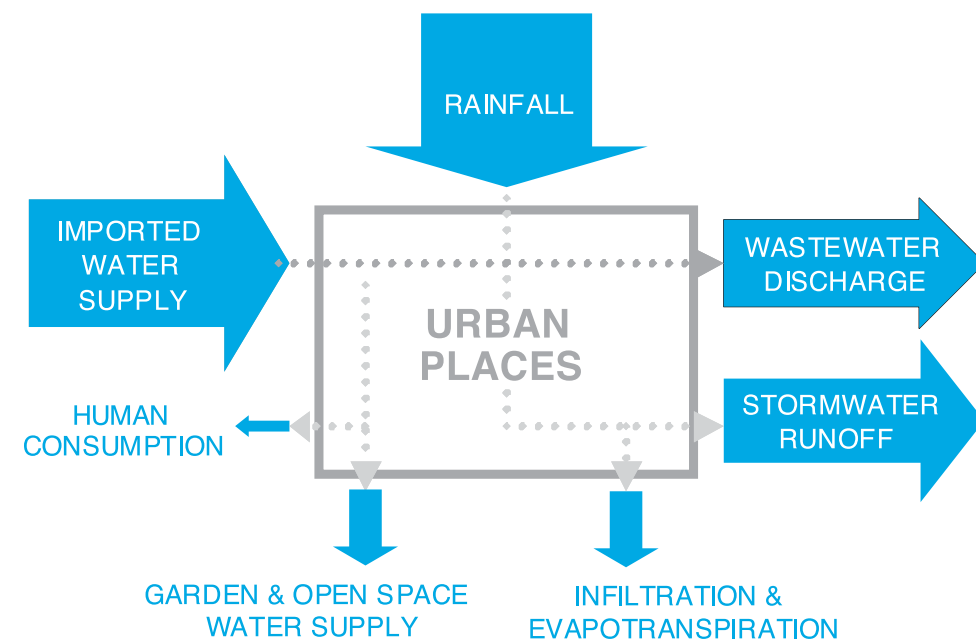 RAINFALL
IMPORTED
WATER
SUPPLY
WASTEWATER
DISCHARGE
URBAN
PLACES
HUMAN
CONSUMPTION
STORMWATER
RUNOFF
GARDEN & OPEN SPACE
WATER SUPPLY
INFILTRATION &
EVAPOTRANSPIRATION